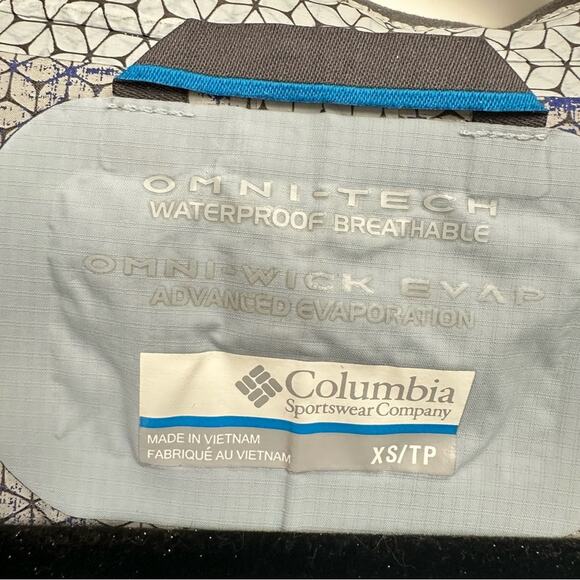 OMNI-TECH
WATERPROOF BREATHABLE
OMNI-WICK EVAP
ADVANCED EVAPORATION
Columbia
Sportswear Company
MADE IN VIETNAM
FABRIQUÉ AU VIETNAM
XS/TP